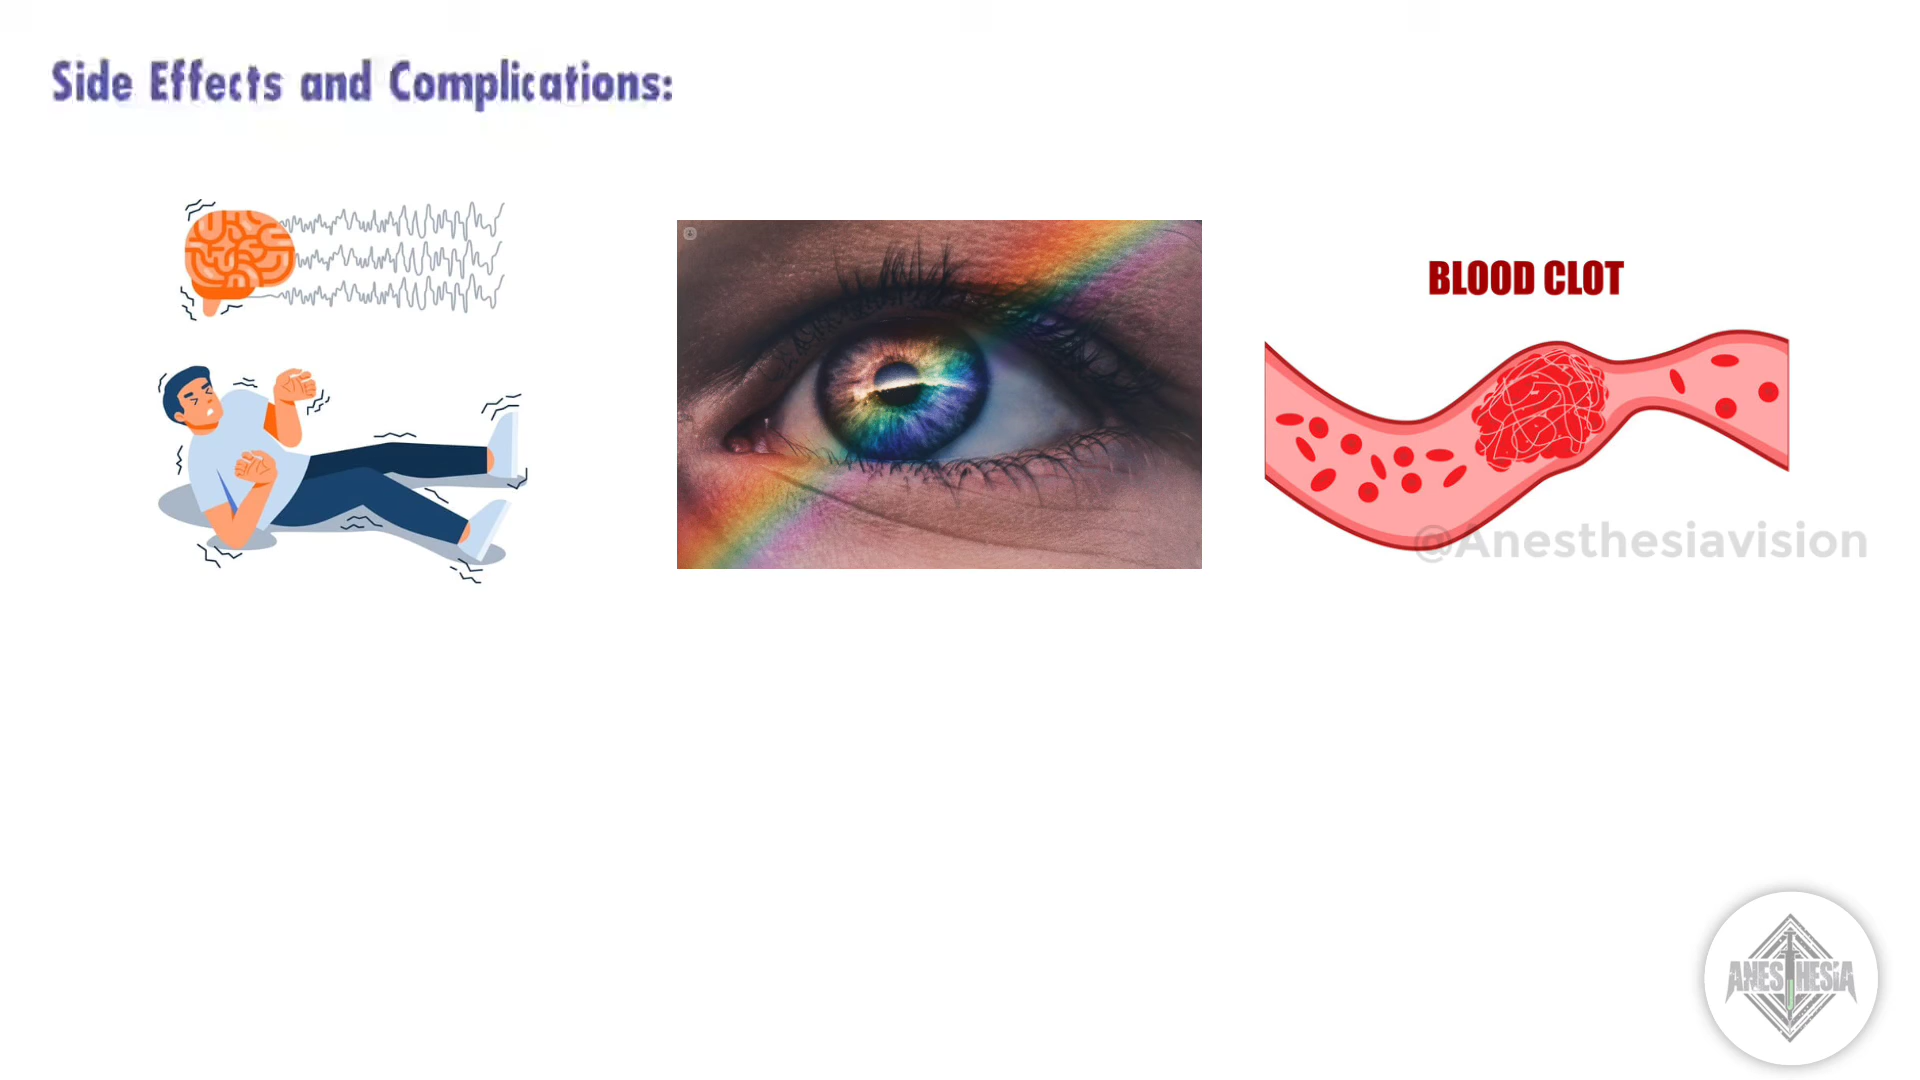 Side Effects and Complications:
BLOOD CLOT
@Anesthesiavision
ANESTHESIA